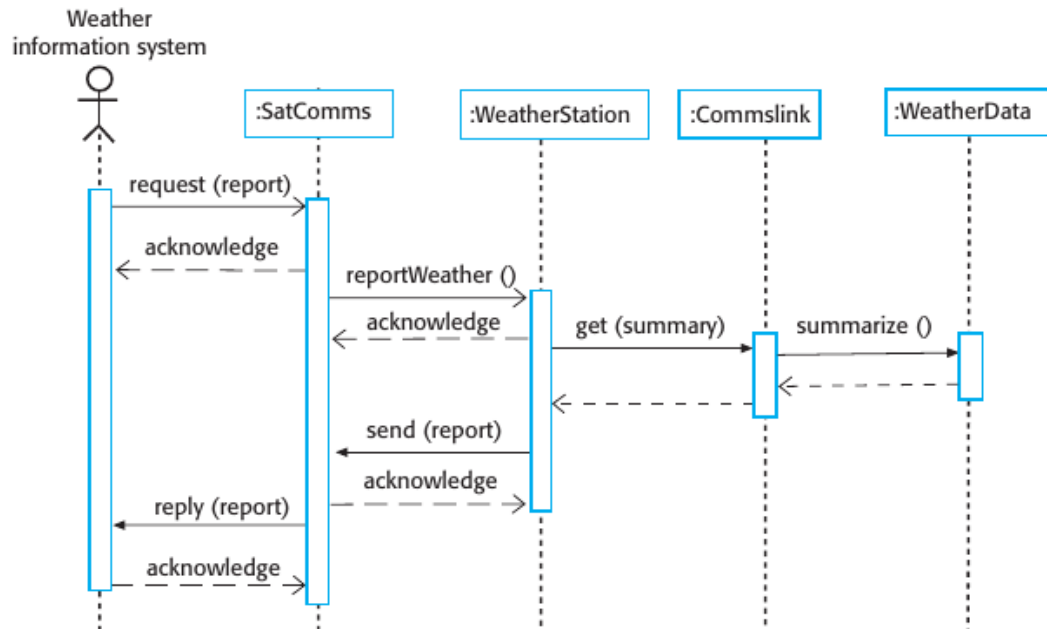 Weather
information system
:SatComms
:WeatherStation
:Commslink
:WeatherData
request (report)
acknowledge
reportWeather ()
acknowledge
get (summary)
summarize ()
send (report)
acknowledge
reply (report)
acknowledge